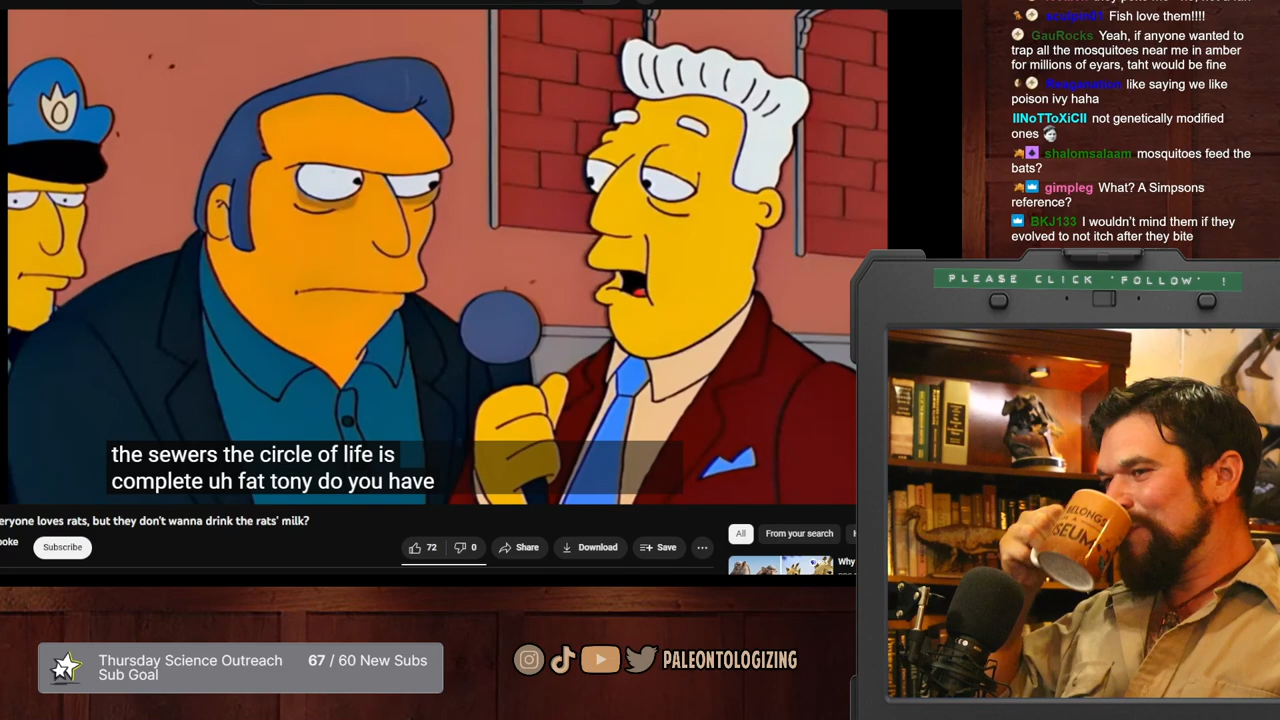 Fish love them!!!!
GauRocks Yeah, if anyone wanted to
trap all the mosquitoes near me in amber
for millions of eyears, taht would be fine
like saying we like
poison ivy haha
IINoTToXiCII not genetically modified
ones
shalomsalaam mosquitoes feed the
bats?
gimpleg What? A Simpsons
reference?
BKJ133 I wouldn't mind them if they
evolved to not itch after they bite
PLEASE CLICK 'FOLLOW' !
the sewers the circle of life is
complete uh fat tony do you have
eryone loves rats, but they don't wanna drink the rats' milk?
oke
Subscribe
72
0
Share
Download
Save
All
From your search
Why
BELONGS
IN A
USEUM
Thursday Science Outreach
Sub Goal
67 / 60 New Subs
PALEONTOLOGIZING